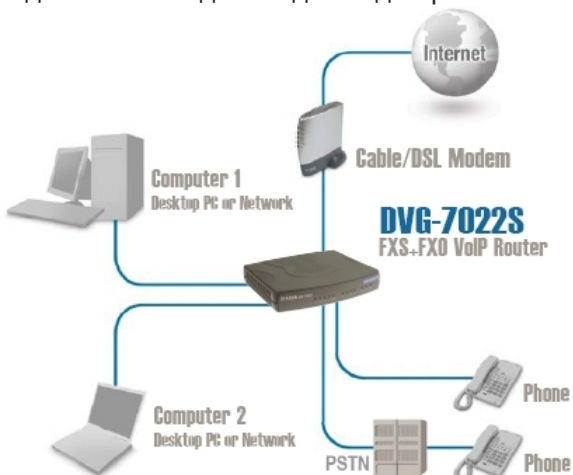 Internet
Cable/DSL Modem
Computer 1
Desktop PC or Network
DVG-7022S
FXS+FXO VoIP Router
Computer 2
Desktop PC or Network
Phone
PSTN
Phone